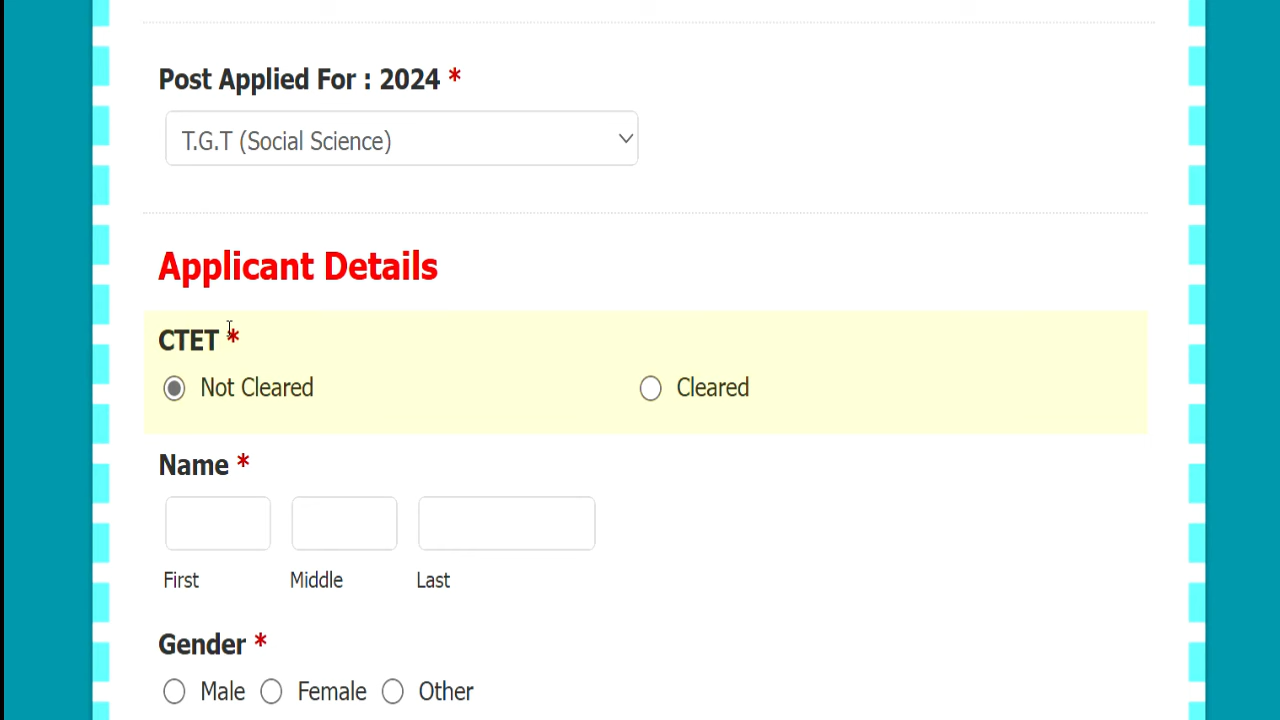 Post Applied For : 2024 *
T.G.T (Social Science)
Applicant Details
CTET *
Not Cleared Cleared
Name *
First Middle Last
Gender *
Male Female Other